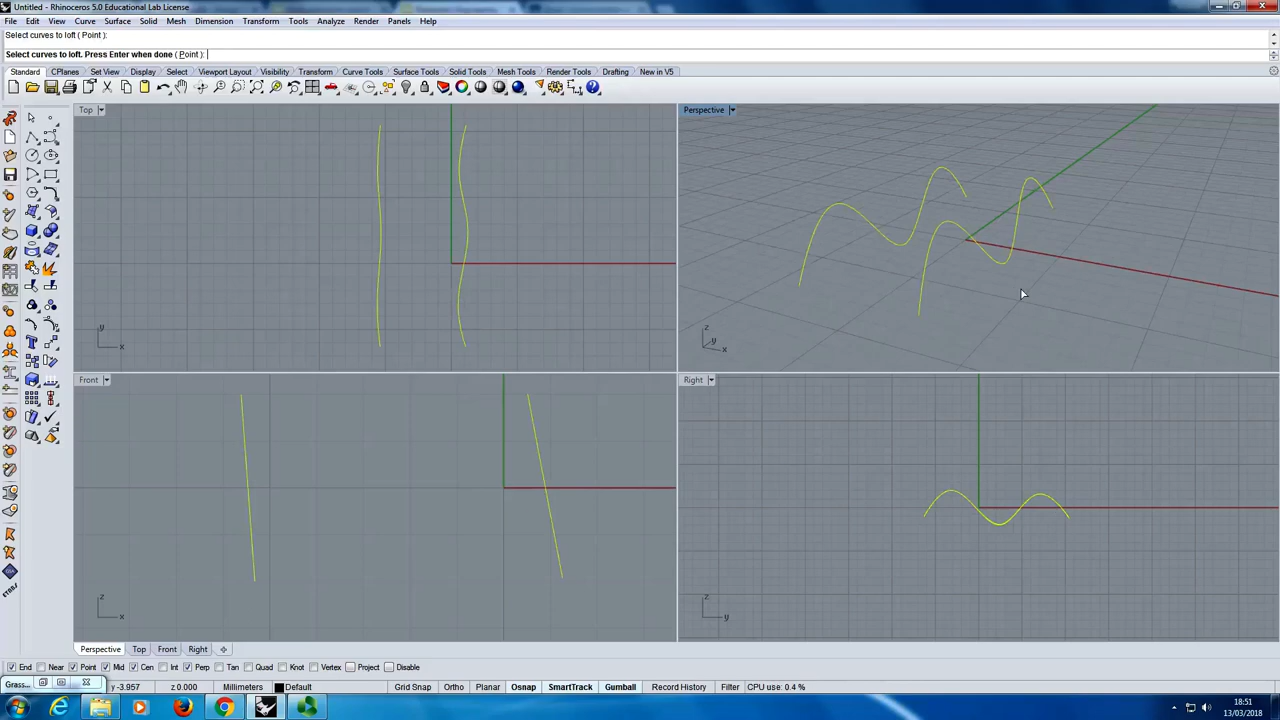 Untitled - Rhinoceros 5.0 Educational Lab License
File Edit View Curve Surface Solid Mesh Dimension Transform Tools Analyze Render Panels Help
Select curves to loft ( Point ):
Select curves to loft. Press Enter when done ( Point ):
Standard CPlanes Set View Display Select Viewport Layout Visibility Transform Curve Tools Surface Tools Solid Tools Mesh Tools Render Tools Drafting New in V5
Top
Perspective
y
x
z
y
x
Front
Right
z
x
z
y
Perspective Top Front Right
End Near Point Mid Cen Int Perp Tan Quad Knot Vertex Project Disable
Grass... y -3.957 z 0.000 Millimeters Default Grid Snap Ortho Planar Osnap SmartTrack Gumball Record History Filter CPU use: 0.4 %
18:51
13/03/2018